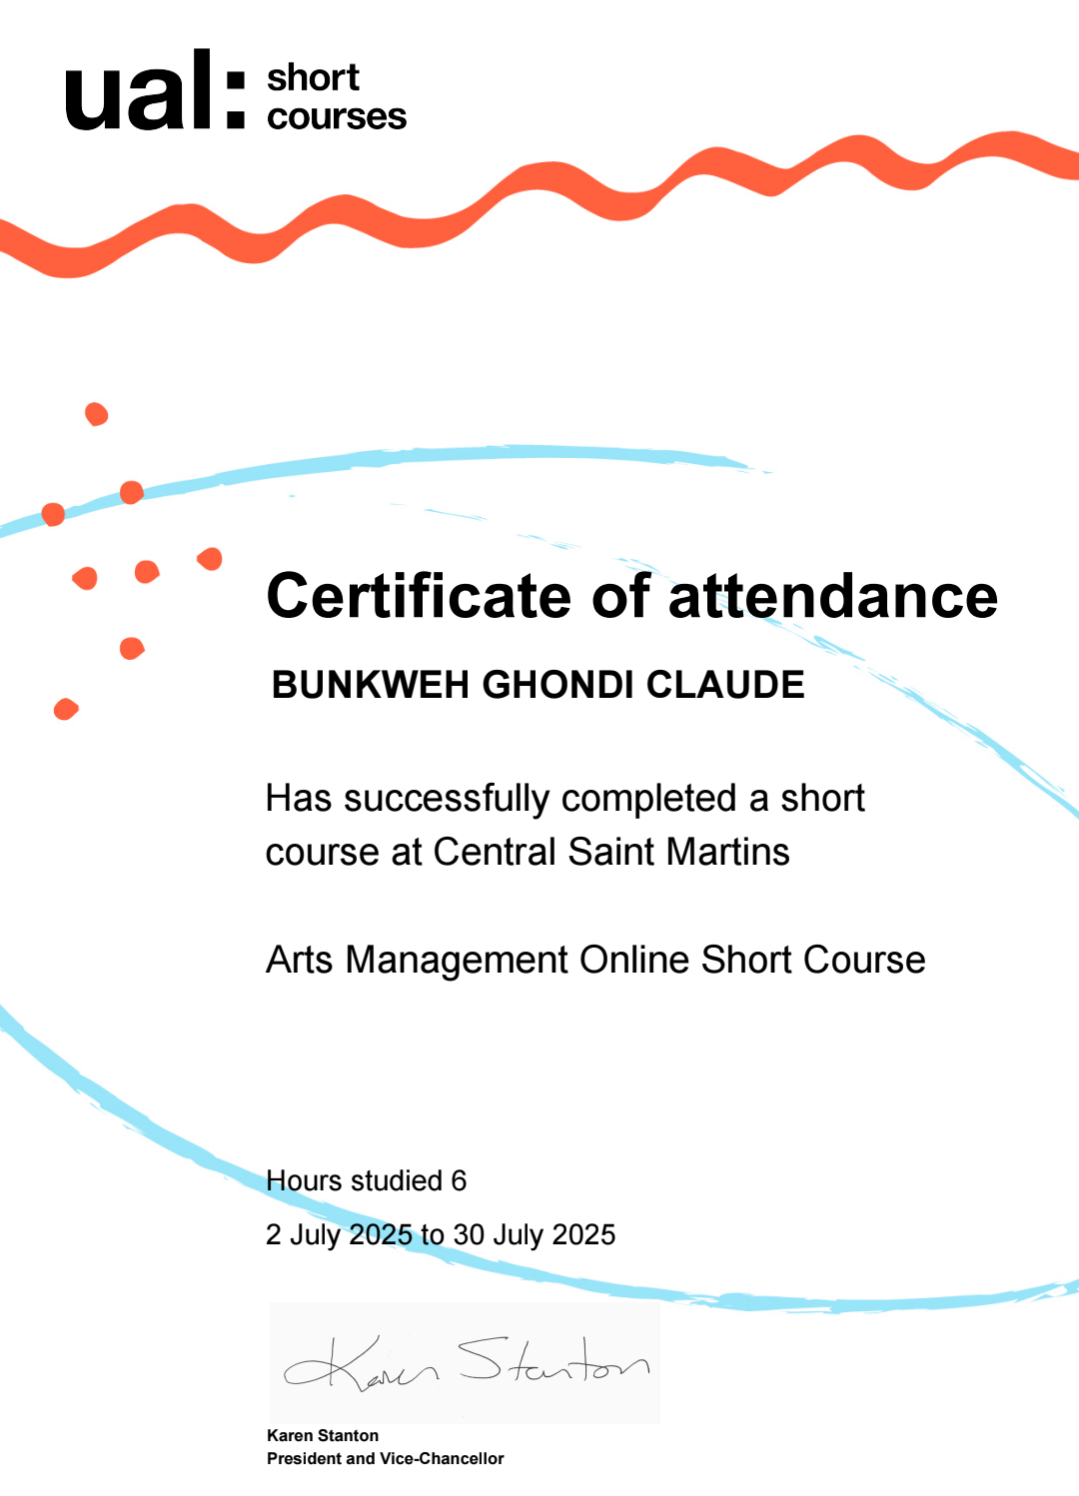 ual: short
courses
Certificate of attendance
BUNKWEH GHONDI CLAUDE
Has successfully completed a short
course at Central Saint Martins
Arts Management Online Short Course
Hours studied 6
2 July 2025 to 30 July 2025
Karen Stanton
Karen Stanton
President and Vice-Chancellor